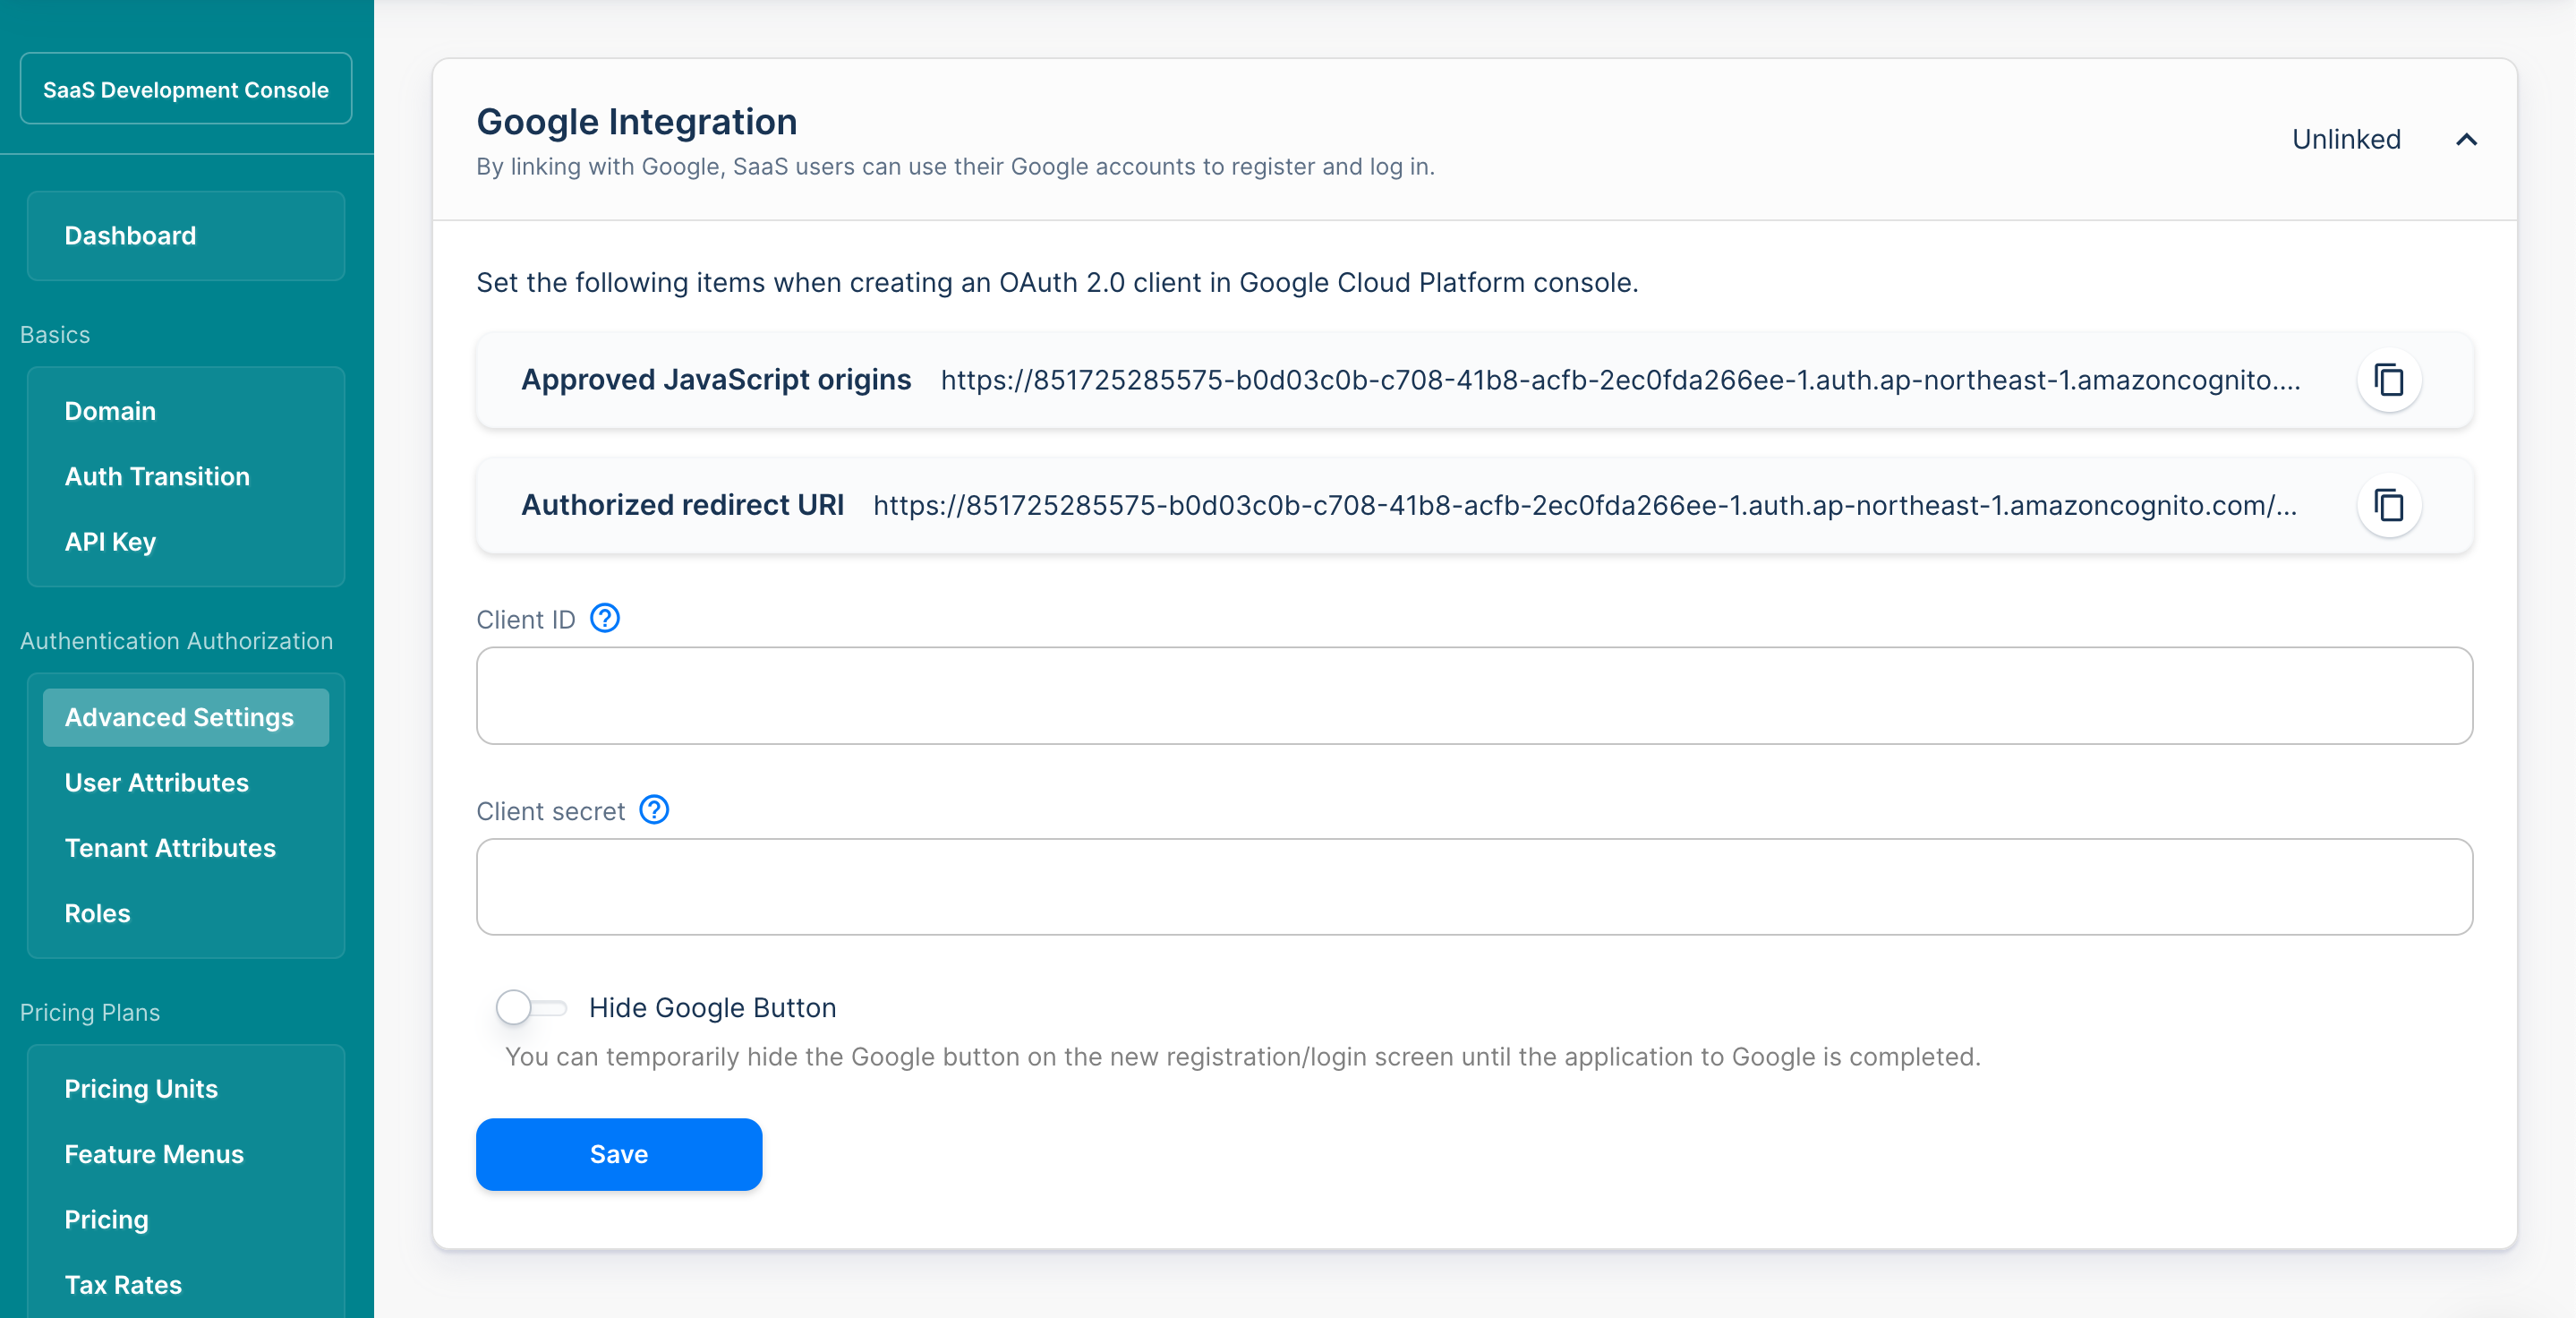 SaaS Development Console
Dashboard
Basics
Domain
Auth Transition
API Key
Authentication Authorization
Advanced Settings
User Attributes
Tenant Attributes
Roles
Pricing Plans
Pricing Units
Feature Menus
Pricing
Tax Rates
Google Integration
By linking with Google, SaaS users can use their Google accounts to register and log in.
Unlinked
Set the following items when creating an OAuth 2.0 client in Google Cloud Platform console.
Approved JavaScript origins https://851725285575-b0d03c0b-c708-41b8-acfb-2ec0fda266ee-1.auth.ap-northeast-1.amazoncognito....
Authorized redirect URI https://851725285575-b0d03c0b-c708-41b8-acfb-2ec0fda266ee-1.auth.ap-northeast-1.amazoncognito.com/...
Client ID ?
Client secret ?
Hide Google Button
You can temporarily hide the Google button on the new registration/login screen until the application to Google is completed.
Save